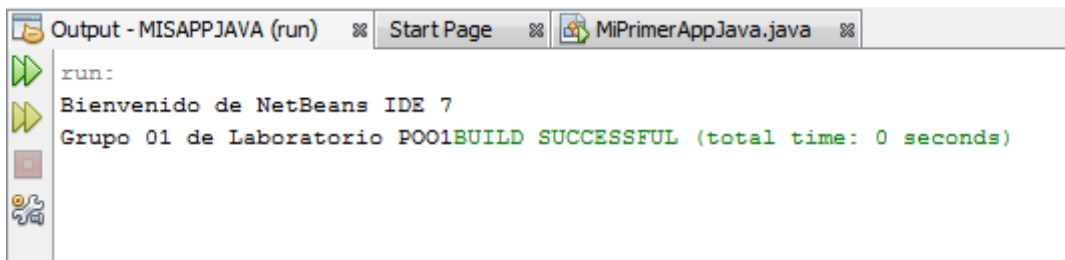 Output - MISAPPJAVA (run) Start Page MiPrimerAppJava.java
run:
Bienvenido de NetBeans IDE 7
Grupo 01 de Laboratorio POO1BUILD SUCCESSFUL (total time: 0 seconds)